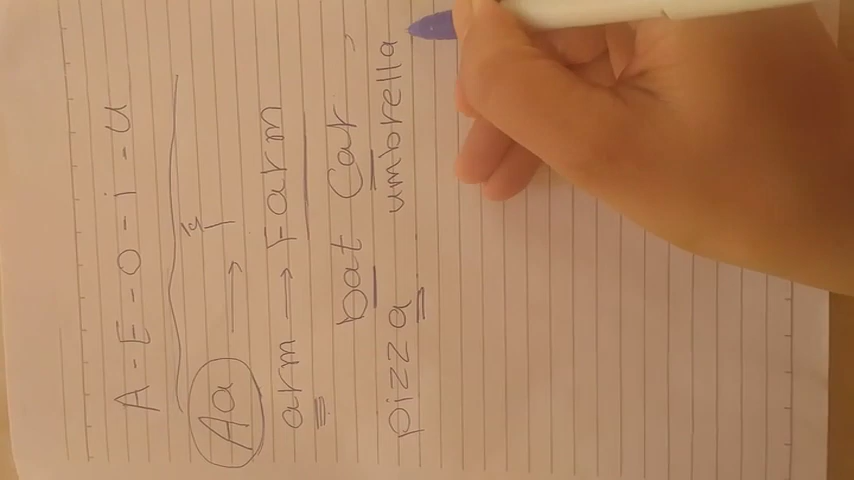 A-E-O-i-u
Aa →
arm → Farm
bat Car,
pizza umbrella